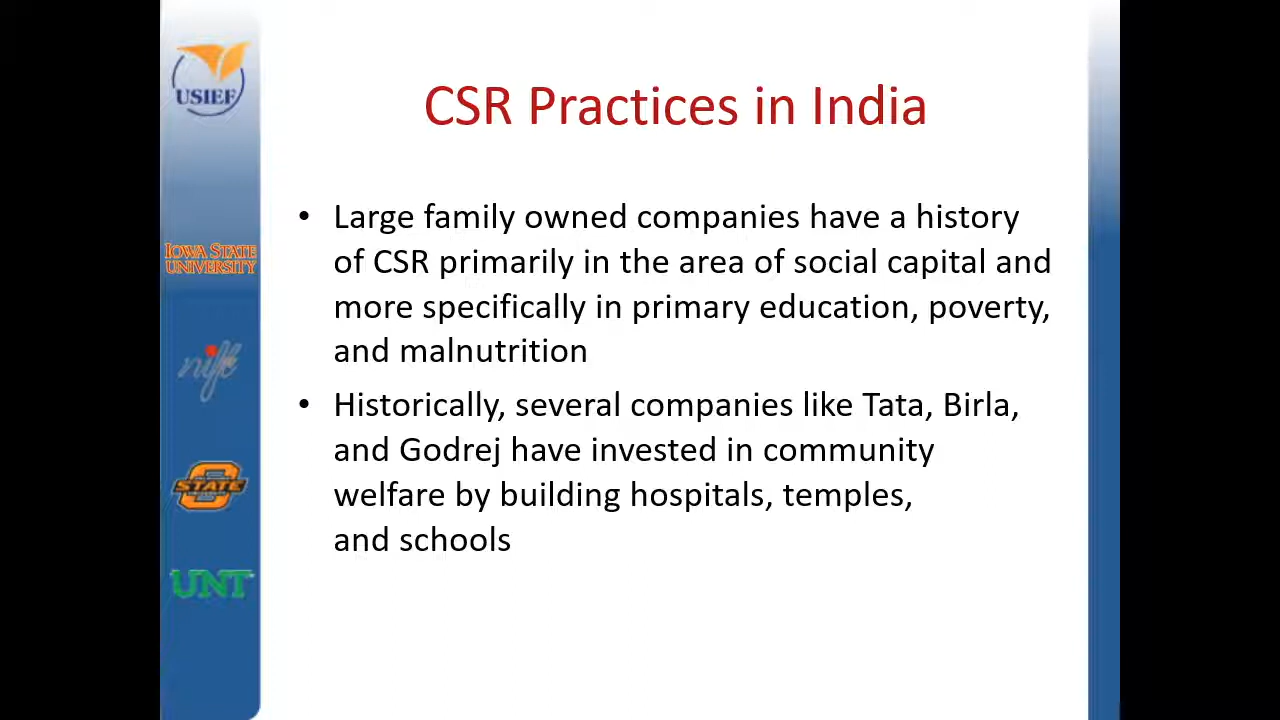 USIEF
IOWA STATE
UNIVERSITY
nift
STATE
UNT
CSR Practices in India
• Large family owned companies have a history
of CSR primarily in the area of social capital and
more specifically in primary education, poverty,
and malnutrition
• Historically, several companies like Tata, Birla,
and Godrej have invested in community
welfare by building hospitals, temples,
and schools